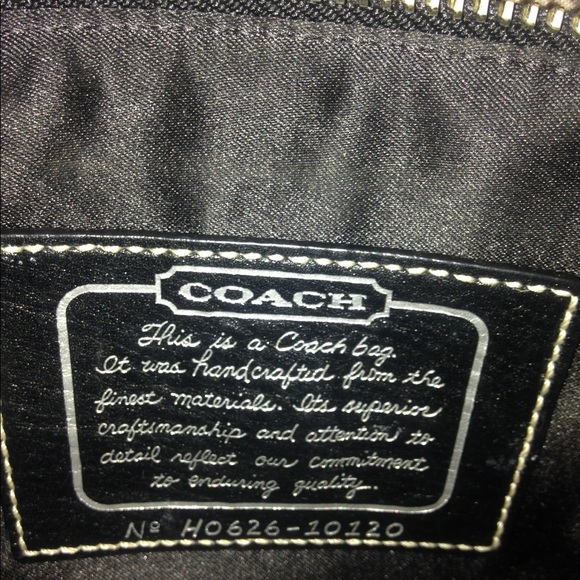 COACH
This is a Coach bag.
It was handcrafted from the
finest materials. Its superior
craftsmanship and attention to
detail reflect our commitment
to enduring quality.
Nº H0626-10120